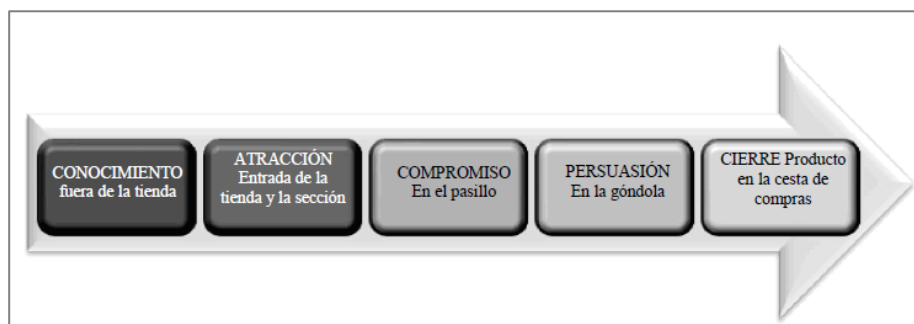 CONOCIMIENTO
fuera de la tienda
ATRACCIÓN
Entrada de la
tienda y la sección
COMPROMISO
En el pasillo
PERSUASIÓN
En la góndola
CIERRE Producto
en la cesta de
compras